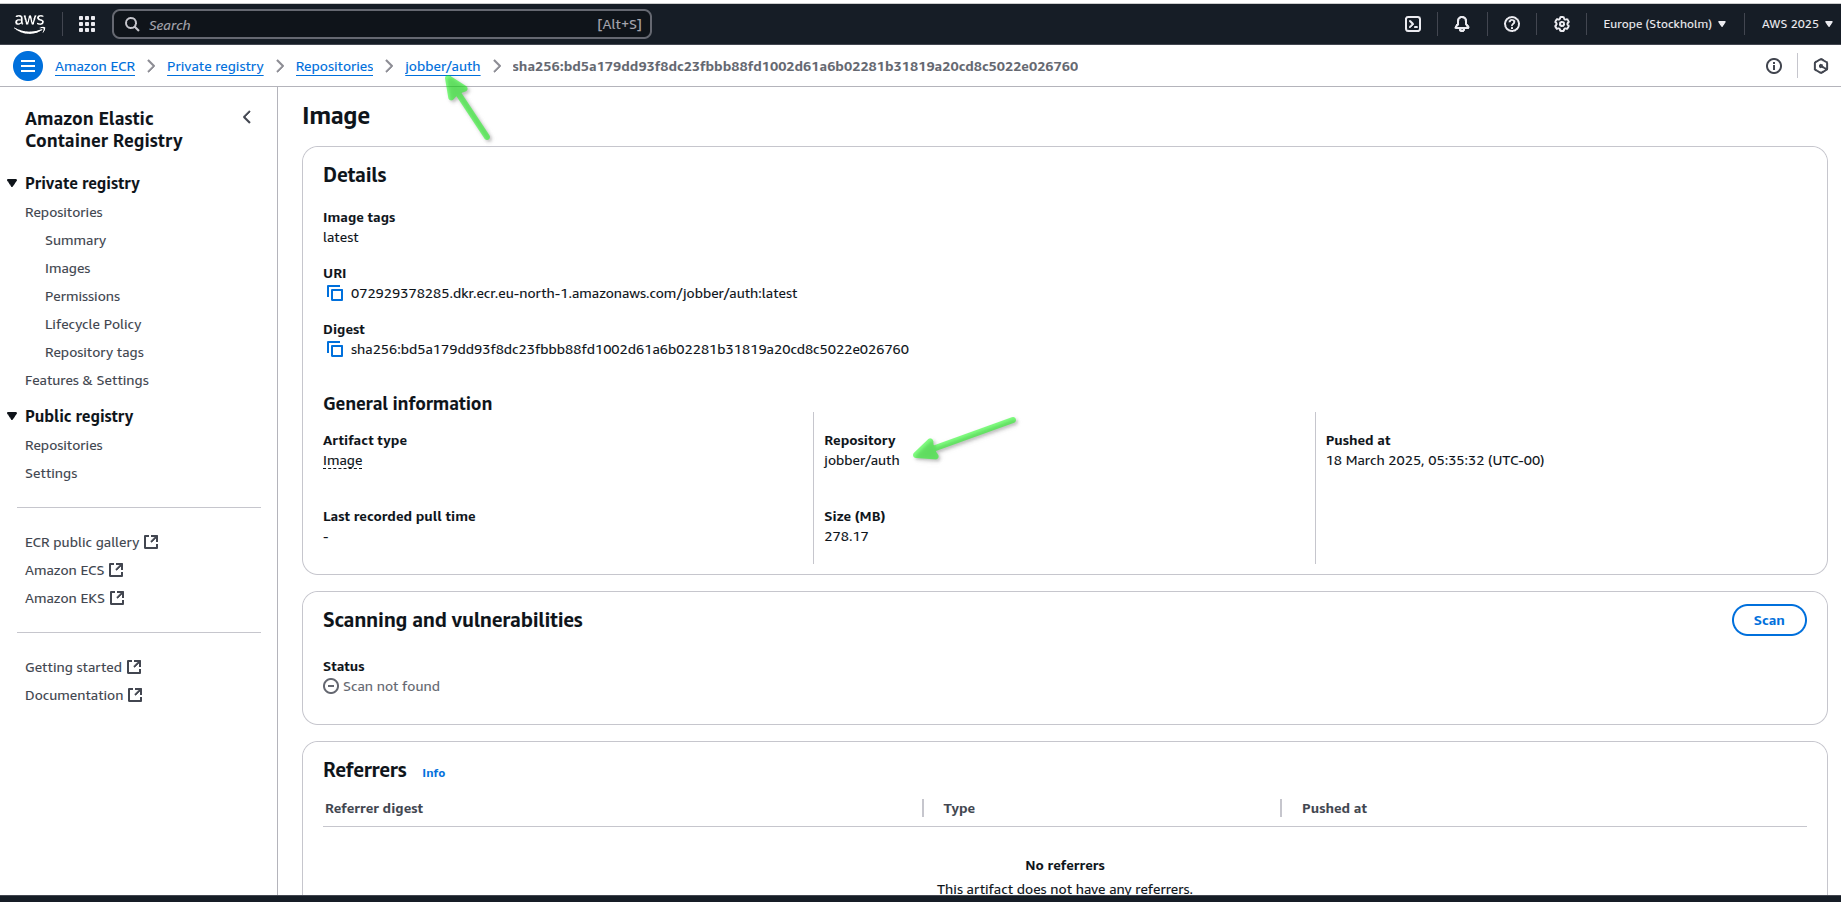 aws
Search
[Alt+S]
Europe (Stockholm)
AWS 2025
Amazon ECR
Private registry
Repositories
jobber/auth
sha256:bd5a179dd93f8dc23fbbb88fd1002d61a6b02281b31819a20cd8c5022e026760
Amazon Elastic
Container Registry
Private registry
Repositories
Summary
Images
Permissions
Lifecycle Policy
Repository tags
Features & Settings
Public registry
Repositories
Settings
ECR public gallery
Amazon ECS
Amazon EKS
Getting started
Documentation
Image
Details
Image tags
latest
URI
072929378285.dkr.ecr.eu-north-1.amazonaws.com/jobber/auth:latest
Digest
sha256:bd5a179dd93f8dc23fbbb88fd1002d61a6b02281b31819a20cd8c5022e026760
General information
Artifact type
Image
Repository
jobber/auth
Pushed at
18 March 2025, 05:35:32 (UTC-00)
Last recorded pull time
-
Size (MB)
278.17
Scanning and vulnerabilities
Scan
Status
Scan not found
Referrers
Info
Referrer digest
Type
Pushed at
No referrers
This artifact does not have any referrers.